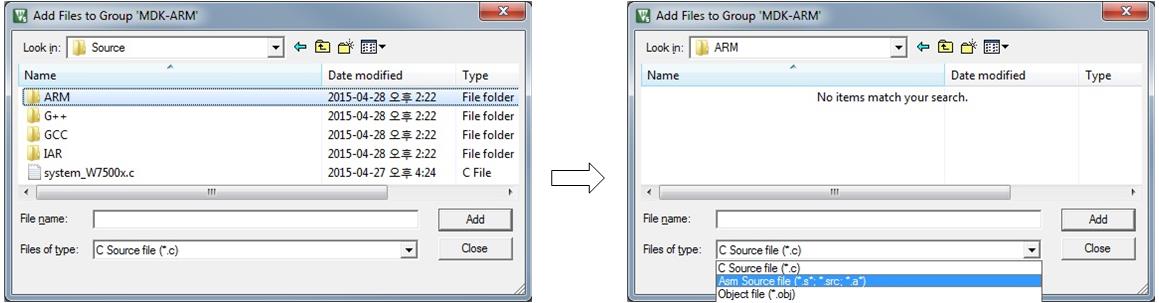 Add Files to Group 'MDK-ARM'
Look in: Source
Name Date modified Type
ARM 2015-04-28 오후 2:22 File folder
G++ 2015-04-28 오후 2:22 File folder
GCC 2015-04-28 오후 2:22 File folder
IAR 2015-04-28 오후 2:22 File folder
system_W7500x.c 2015-04-27 오후 4:24 C File
File name: Add
Files of type: C Source file (*.c) Close
Add Files to Group 'MDK-ARM'
Look in: ARM
Name Date modified Type
No items match your search.
File name: Add
Files of type: C Source file (*.c) Close
C Source file (*.c)
Asm Source file (*.s*; *.src; *.a*)
Object file (*.obj)